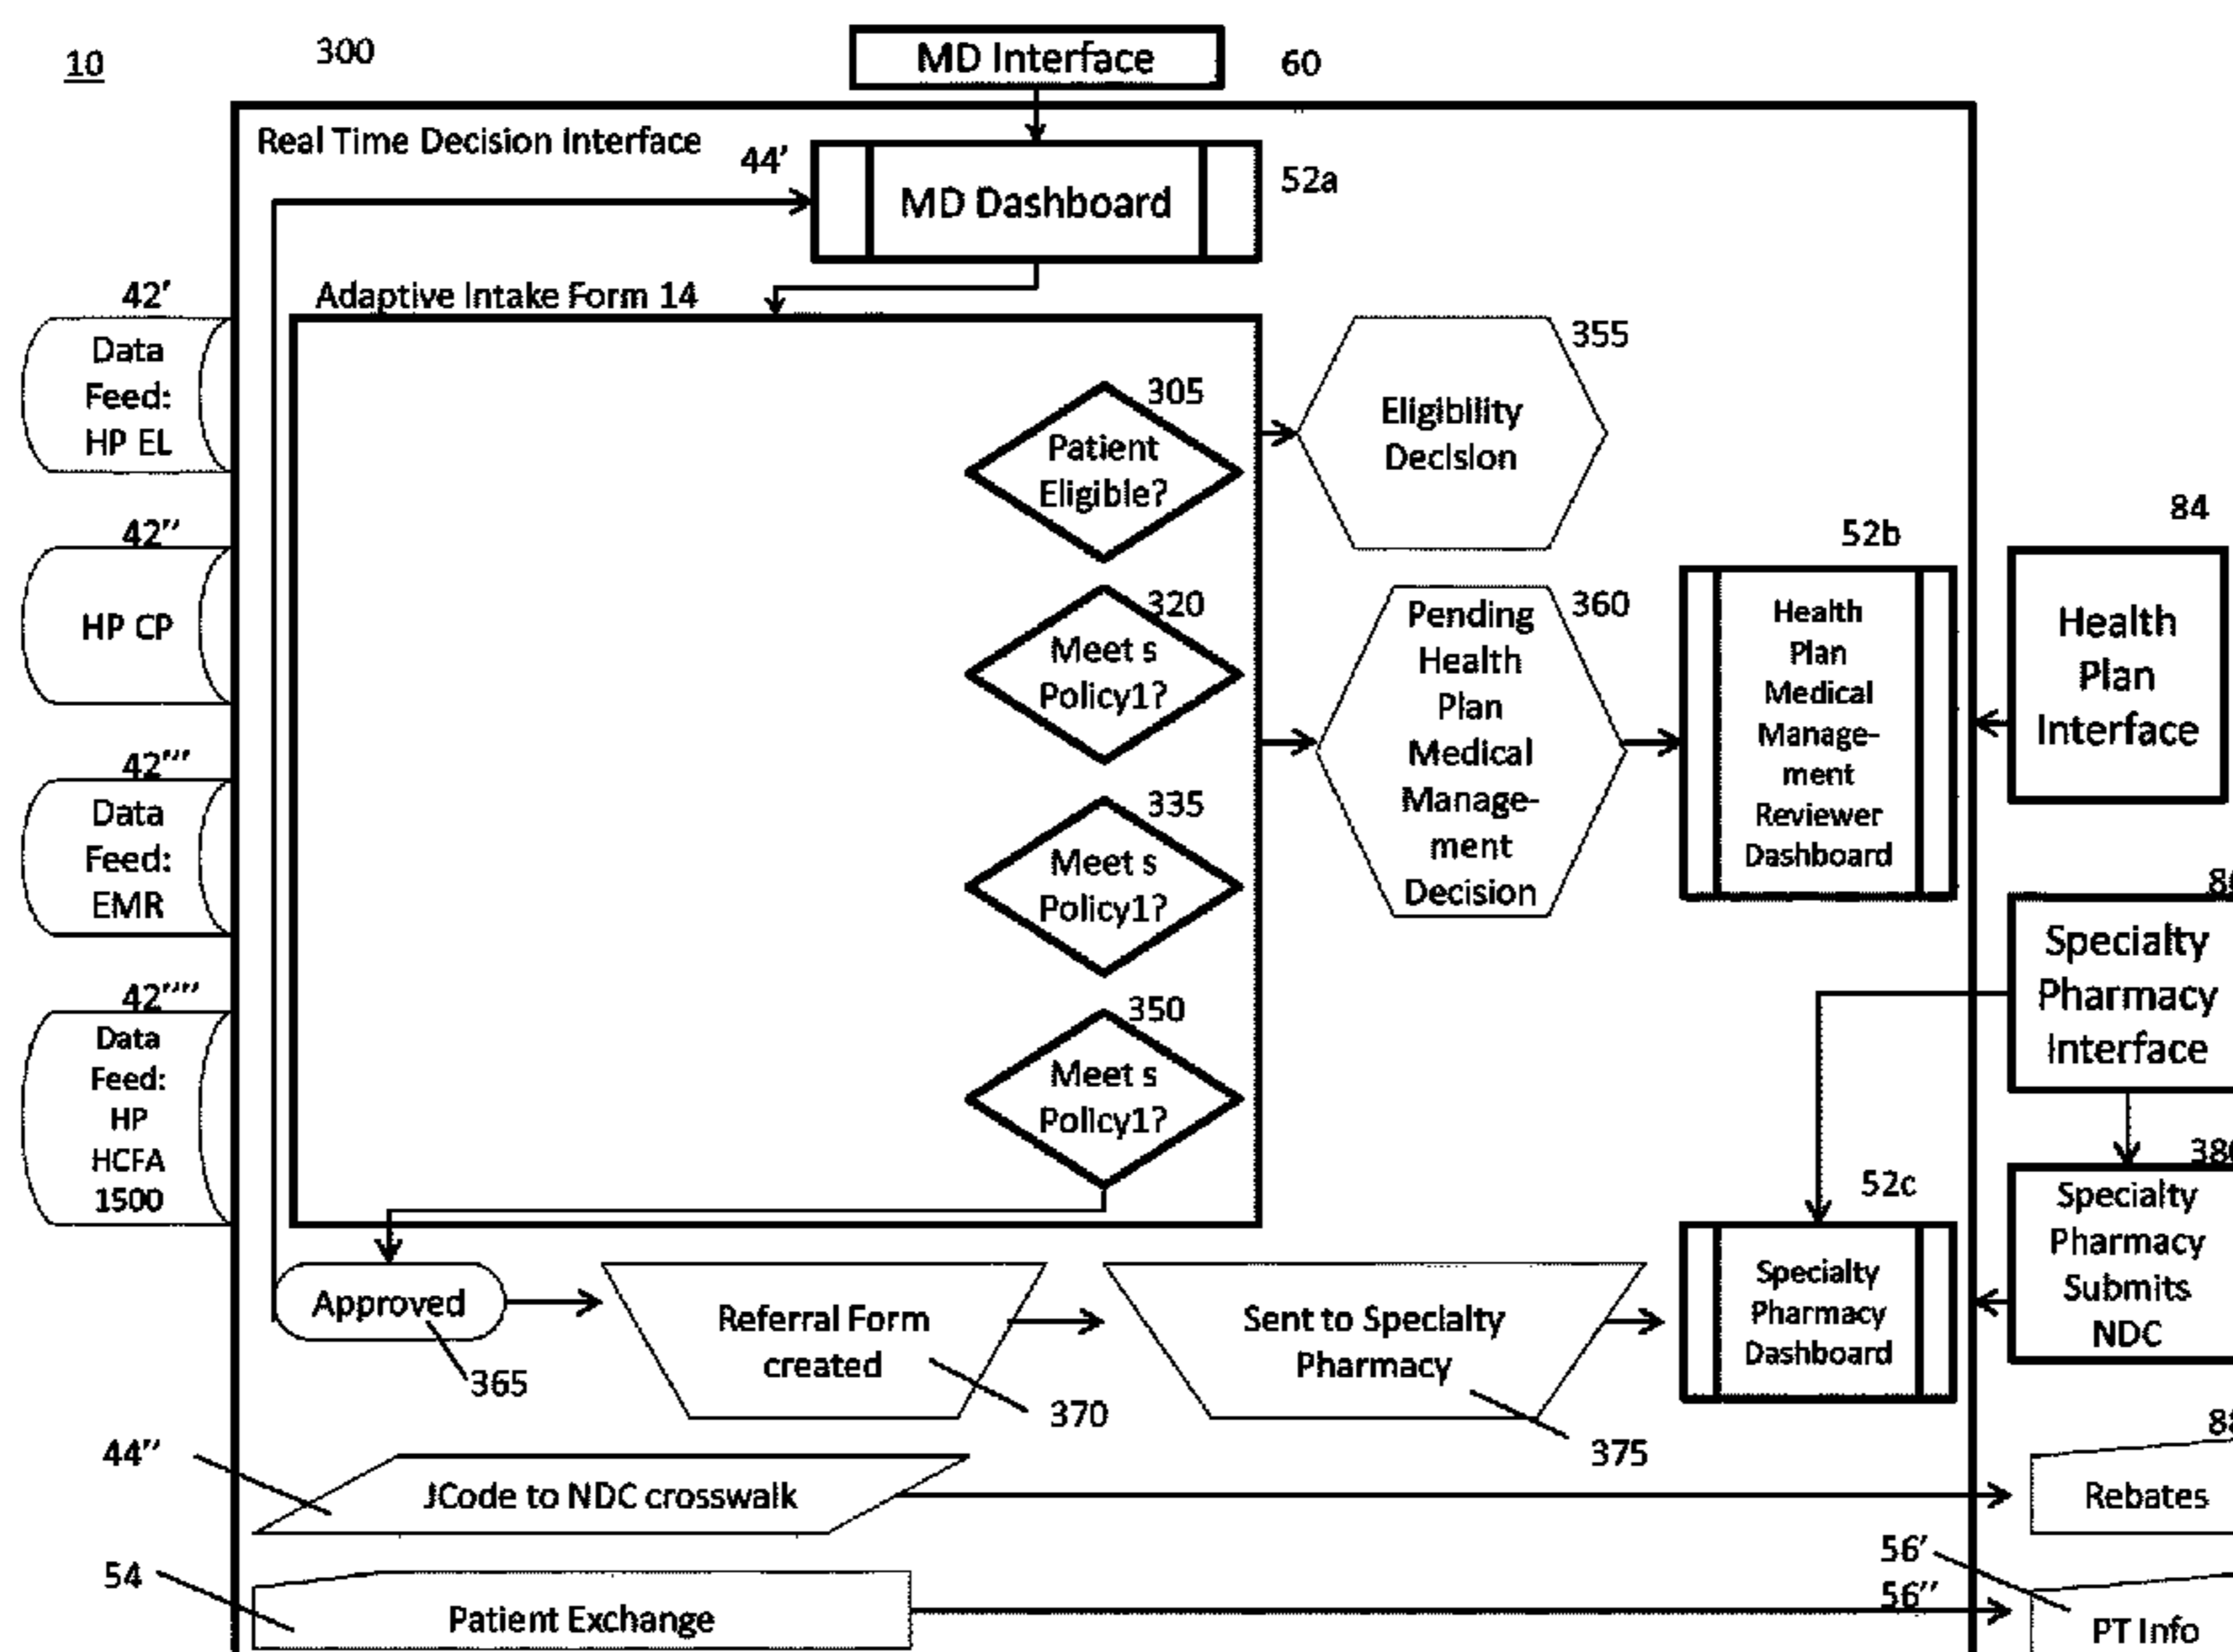 10
300
MD Interface
60
Real Time Decision Interface
44'
MD Dashboard
52a
Adaptive Intake Form 14
42'
Data
Feed:
HP EL
42''
HP CP
42'''
Data
Feed:
EMR
42''''
Data
Feed:
HP
HCFA
1500
305
Patient
Eligible?
320
Meet s
Policy1?
335
Meet s
Policy1?
350
Meet s
Policy1?
355
Eligibility
Decision
360
Pending
Health
Plan
Medical
Manage-
ment
Decision
52b
Health
Plan
Medical
Manage-
ment
Reviewer
Dashboard
84
Health
Plan
Interface
Specialty
Pharmacy
Interface
52c
Specialty
Pharmacy
Dashboard
Specialty
Pharmacy
Submits
NDC
Approved
365
Referral Form
created
370
Sent to Specialty
Pharmacy
375
44''
JCode to NDC crosswalk
Rebates
54
Patient Exchange
56'
56''
PT Info